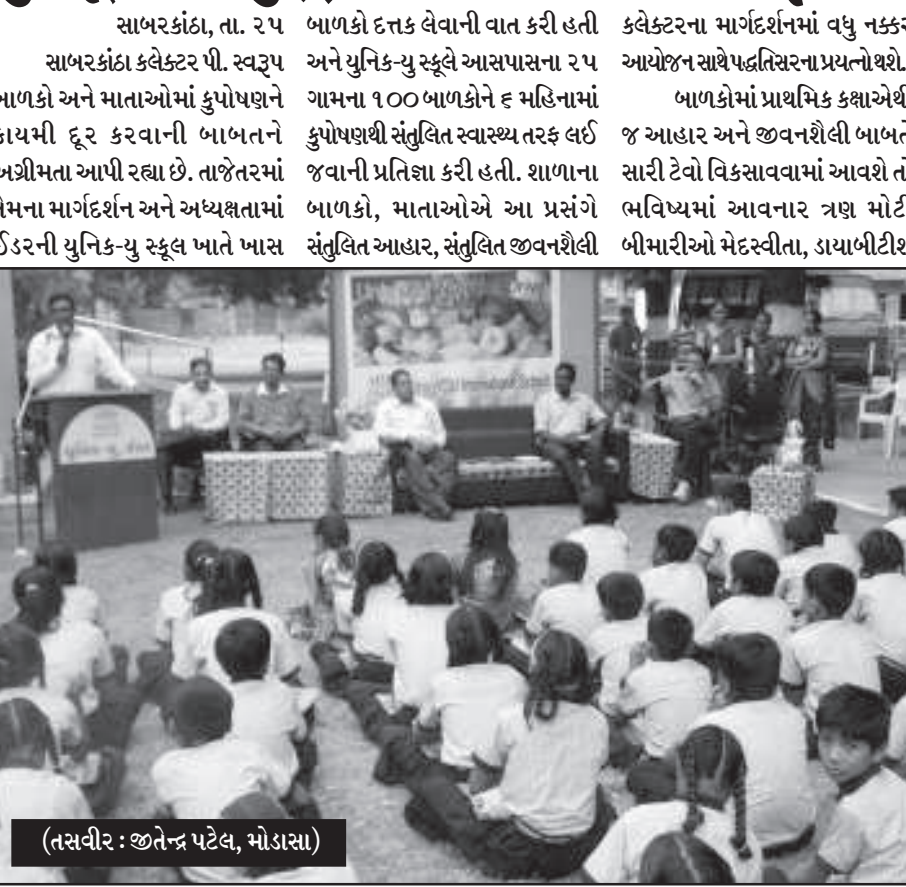 સાબરકાંઠા, તા. ૨૫
સાબરકાંઠા કલેક્ટર પી. સ્વરૂપ
બાળકો અને માતાઓમાં કુપોષણને
કાયમી દૂર કરવાની બાબતને
અગ્રીમતા આપી રહ્યા છે. તાજેતરમાં
તેમના માર્ગદર્શન અને અધ્યક્ષતામાં
ઈડરની યુનિક-યુ સ્કૂલ ખાતે ખાસ
બાળકો દત્તક લેવાની વાત કરી હતી
અને યુનિક-યુ સ્કૂલે આસપાસના ૨૫
ગામના ૧૦૦ બાળકોને ૬ મહિનામાં
કુપોષણથી સંતુલિત સ્વાસ્થ્ય તરફ લઈ
જવાની પ્રતિજ્ઞા કરી હતી. શાળાના
બાળકો, માતાઓએ આ પ્રસંગે
સંતુલિત આહાર, સંતુલિત જીવનશૈલી
કલેક્ટરના માર્ગદર્શનમાં વધુ નક્કર
આયોજન સાથે પદ્ધતિસરના પ્રયત્નો થશે.
બાળકોમાં પ્રાથમિક કક્ષાએથી
જ આહાર અને જીવનશૈલી બાબતે
સારી ટેવો વિકસાવવામાં આવશે તો
ભવિષ્યમાં આવનાર ત્રણ મોટી
બીમારીઓ મેદસ્વીતા, ડાયાબીટીશ
International School
(તસવીર : જીતેન્દ્ર પટેલ, મોડાસા)